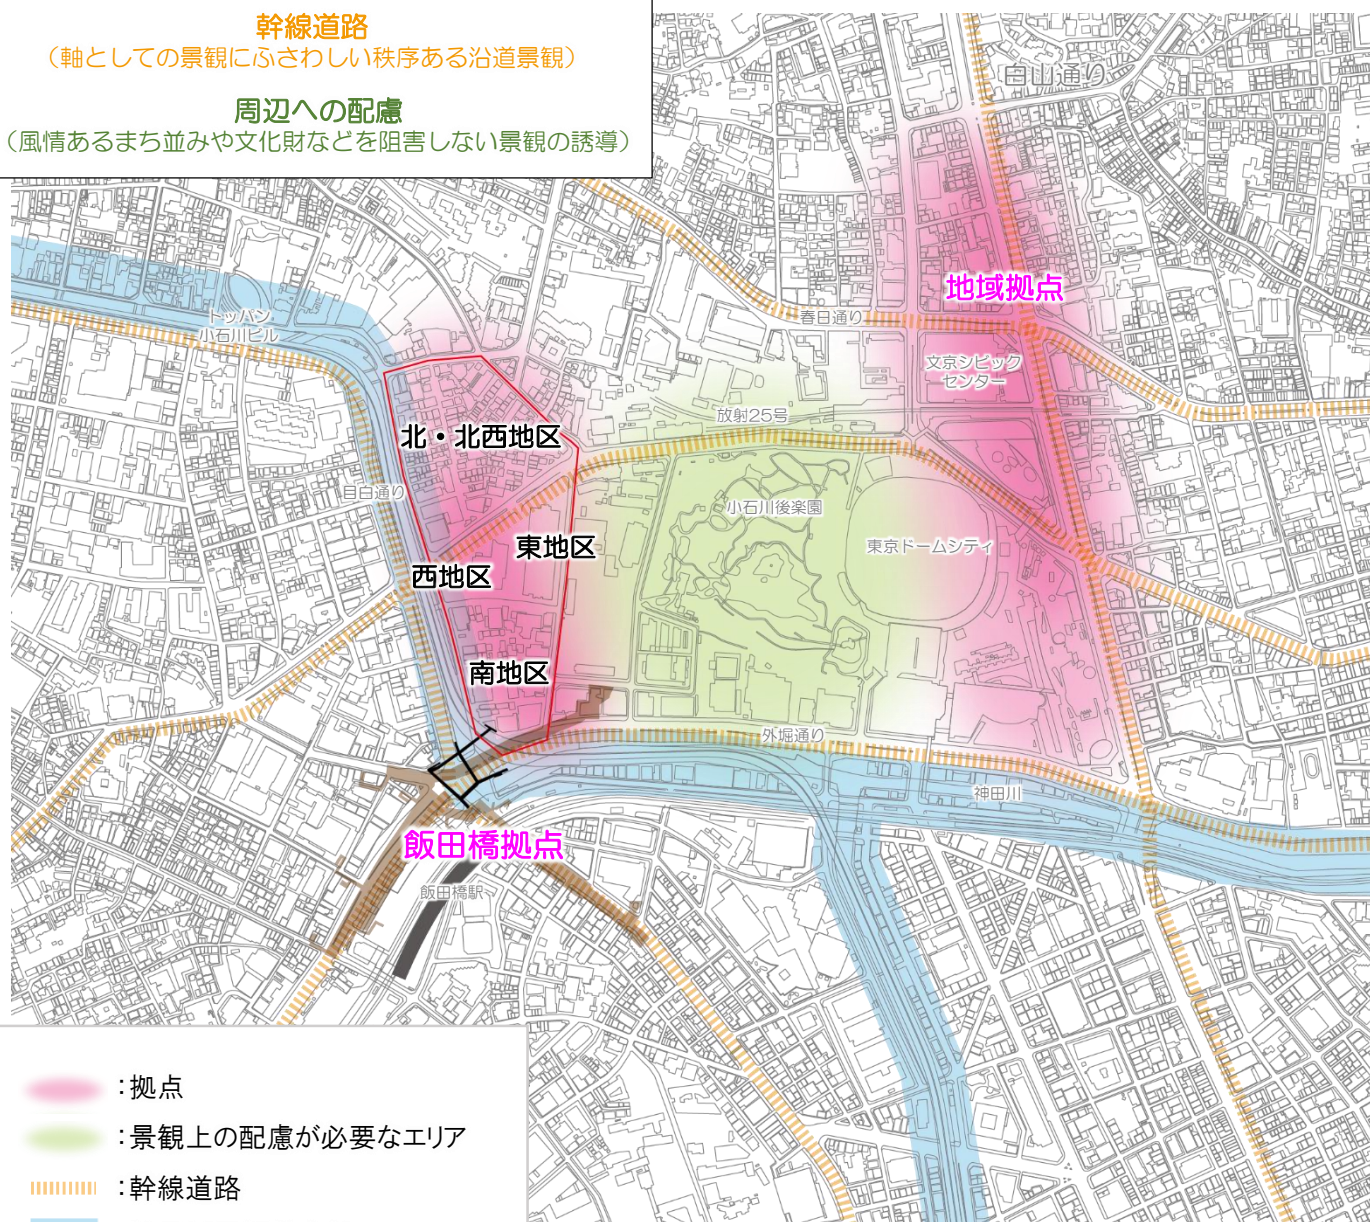 幹線道路
（軸としての景観にふさわしい秩序ある沿道景観）
周辺への配慮
（風情あるまち並みや文化財などを阻害しない景観の誘導）
白山通り
地域拠点
トッパン
小石川ビル
春日通り
文京シビック
センター
放射25号
北・北西地区
目白通り
小石川後楽園
東地区
東京ドームシティ
西地区
南地区
外堀通り
神田川
飯田橋拠点
飯田橋駅
：拠点
：景観上の配慮が必要なエリア
：幹線道路